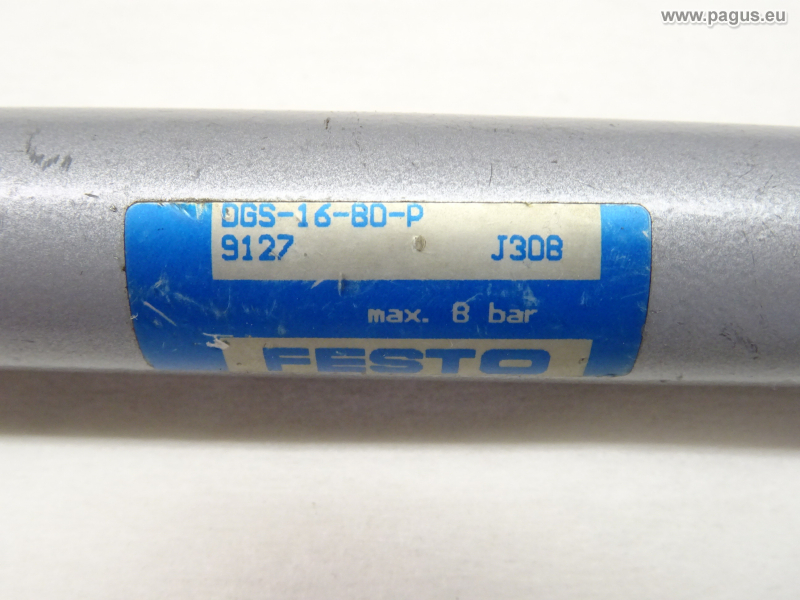 www.pagus.eu
DGS-16-80-P
9127 J308
max. 8 bar
FESTO